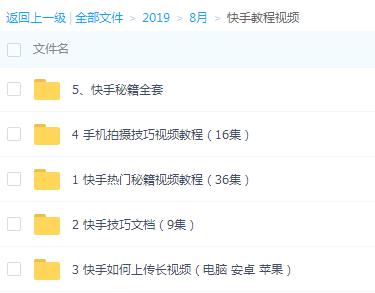 返回上一级 | 全部文件 > 2019 > 8月 > 快手教程视频
文件名
5、快手秘籍全套
4 手机拍摄技巧视频教程（16集）
1 快手热门秘籍视频教程（36集）
2 快手技巧文档（9集）
3 快手如何上传长视频（电脑 安卓 苹果）